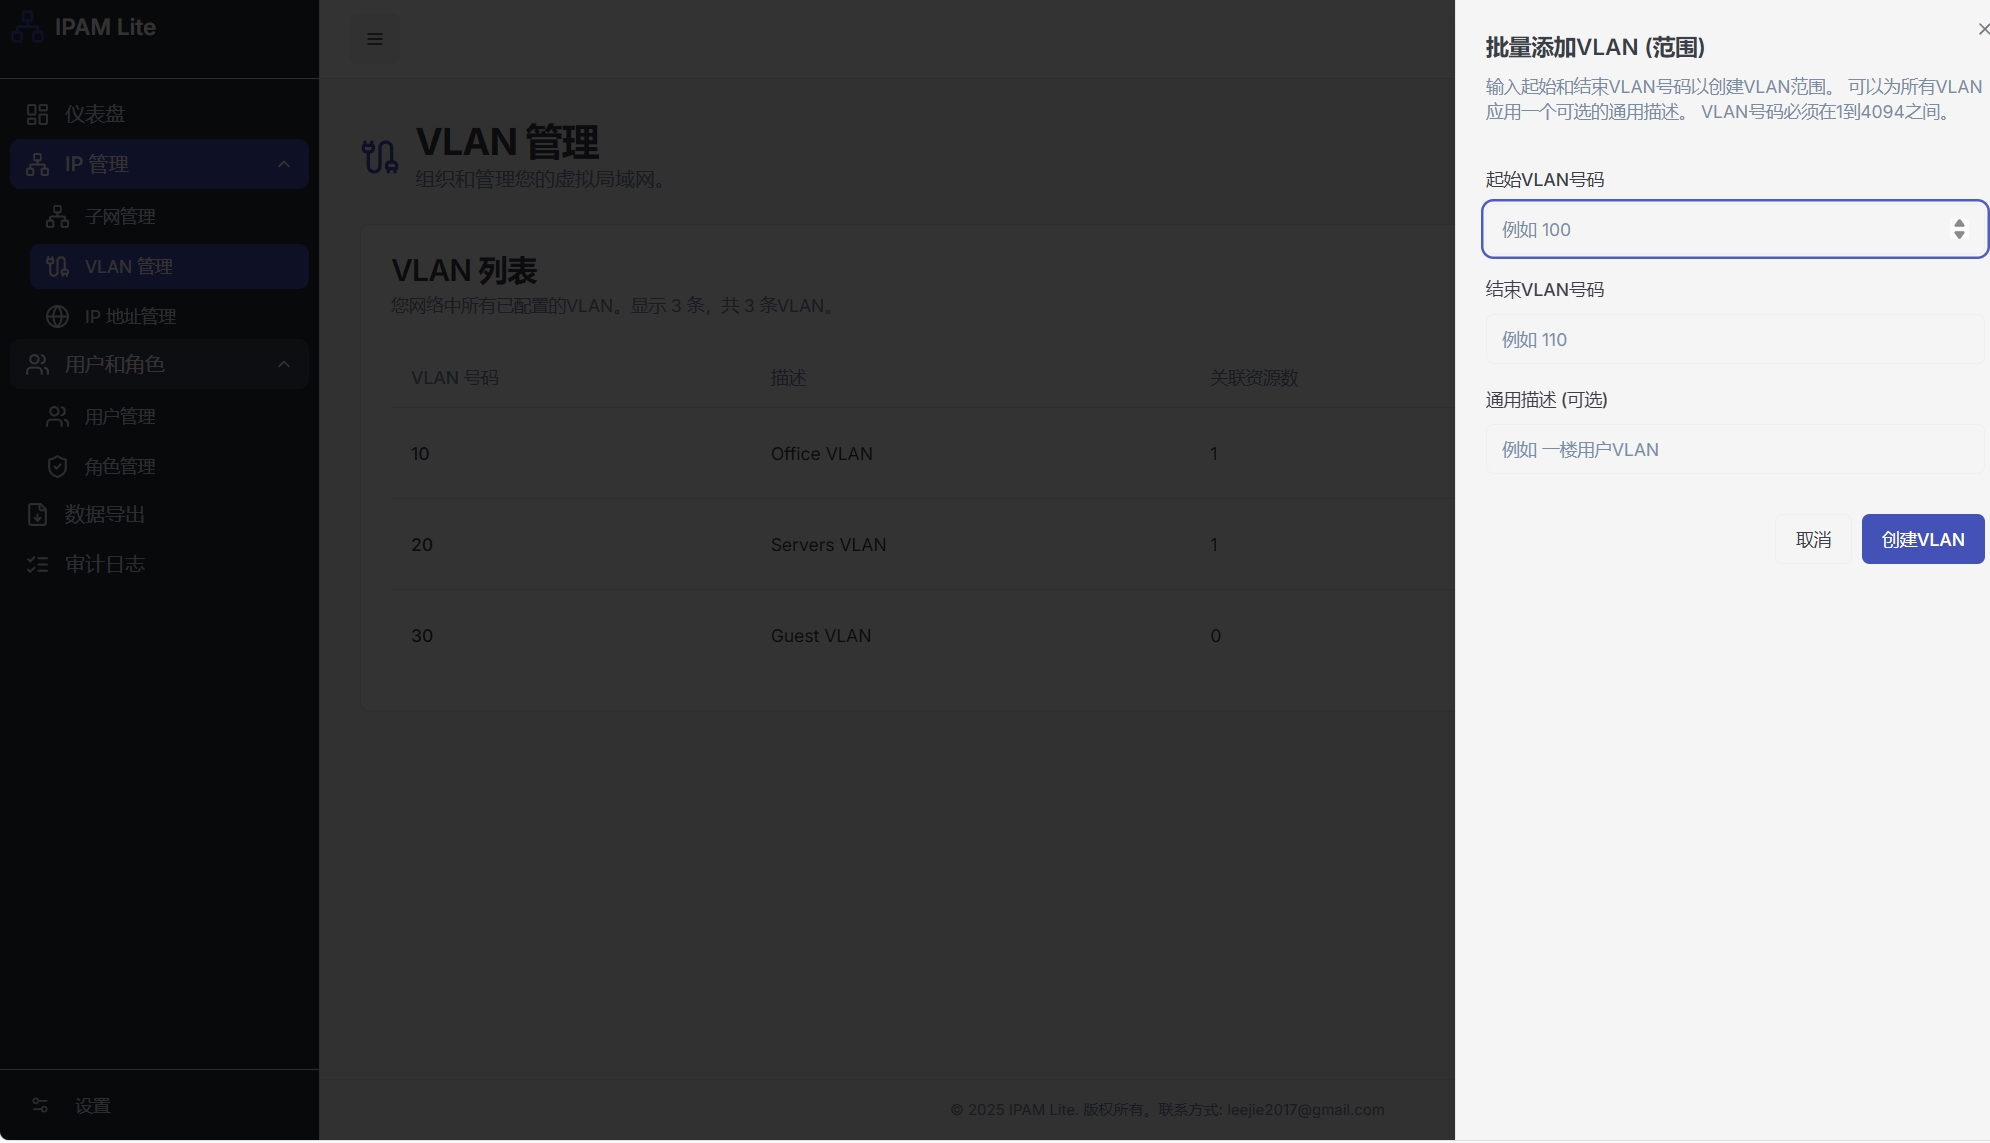 IPAM Lite
仪表盘
IP 管理
子网管理
VLAN 管理
IP 地址管理
用户和角色
用户管理
角色管理
数据导出
审计日志
设置
VLAN 管理
组织和管理您的虚拟局域网。
VLAN 列表
您网络中所有已配置的VLAN。显示 3 条，共 3 条VLAN。
VLAN 号码 描述 关联资源数
10 Office VLAN 1
20 Servers VLAN 1
30 Guest VLAN 0
© 2025 IPAM Lite. 版权所有。联系方式: leejie2017@gmail.com
批量添加VLAN (范围)
输入起始和结束VLAN号码以创建VLAN范围。 可以为所有VLAN
应用一个可选的通用描述。 VLAN号码必须在1到4094之间。
起始VLAN号码
例如 100
结束VLAN号码
例如 110
通用描述 (可选)
例如 一楼用户VLAN
取消 创建VLAN